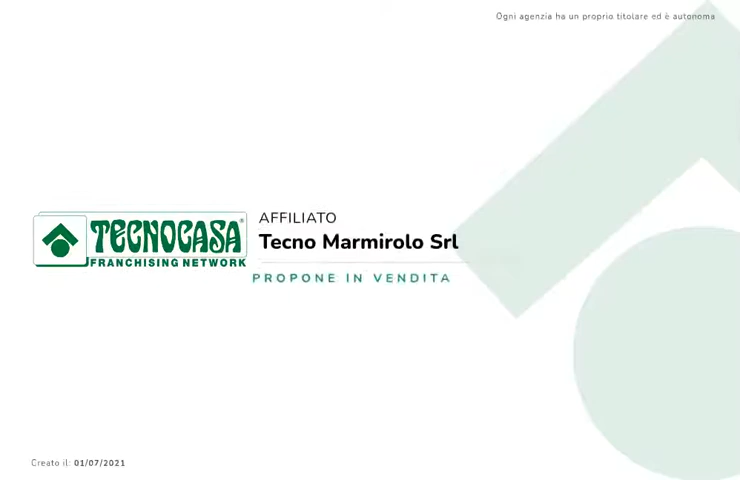 Ogni agenzia ha un proprio titolare ed è autonoma
AFFILIATO
TECNOCASA®
Tecno Marmirolo Srl
FRANCHISING NETWORK
PROPONE IN VENDITA
Creato il: 01/07/2021